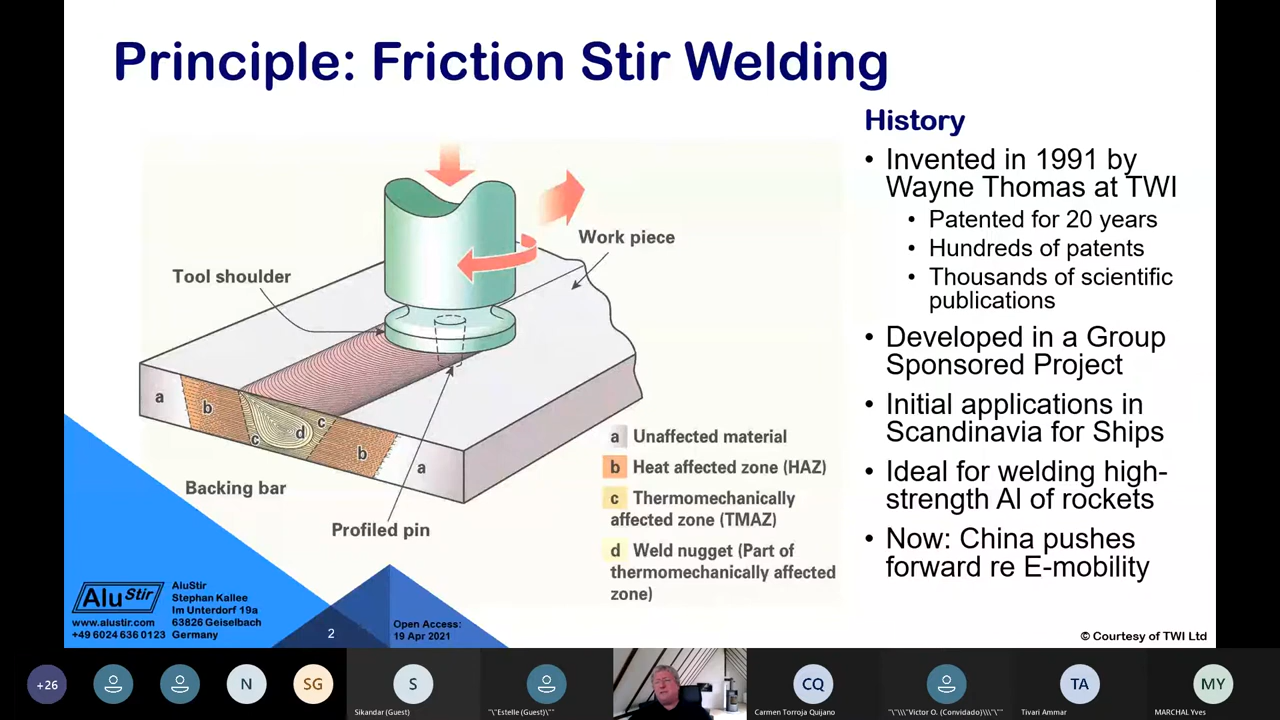 Principle: Friction Stir Welding
History
• Invented in 1991 by
Wayne Thomas at TWI
• Patented for 20 years
• Hundreds of patents
• Thousands of scientific
publications
• Developed in a Group
Sponsored Project
• Initial applications in
Scandinavia for Ships
• Ideal for welding high-
strength Al of rockets
• Now: China pushes
forward re E-mobility
Work piece
Tool shoulder
a
b
c
d
c
b
a
Backing bar
Profiled pin
a Unaffected material
b Heat affected zone (HAZ)
c Thermomechanically
affected zone (TMAZ)
d Weld nugget (Part of
thermomechanically affected
zone)
AluStir
www.alustir.com
+49 6024 636 0123
AluStir
Stephan Kallee
Im Unterdorf 19a
63826 Geiselbach
Germany
2
Open Access:
19 Apr 2021
© Courtesy of TWI Ltd
+26
N
SG
S
Sikandar (Guest)
"\"Estelle (Guest)\""
CQ
Carmen Torroja Quijano
"\"\\\"Victor O. (Convidado)\\\"\""
TA
Tivari Ammar
MY
MARCHAL Yves